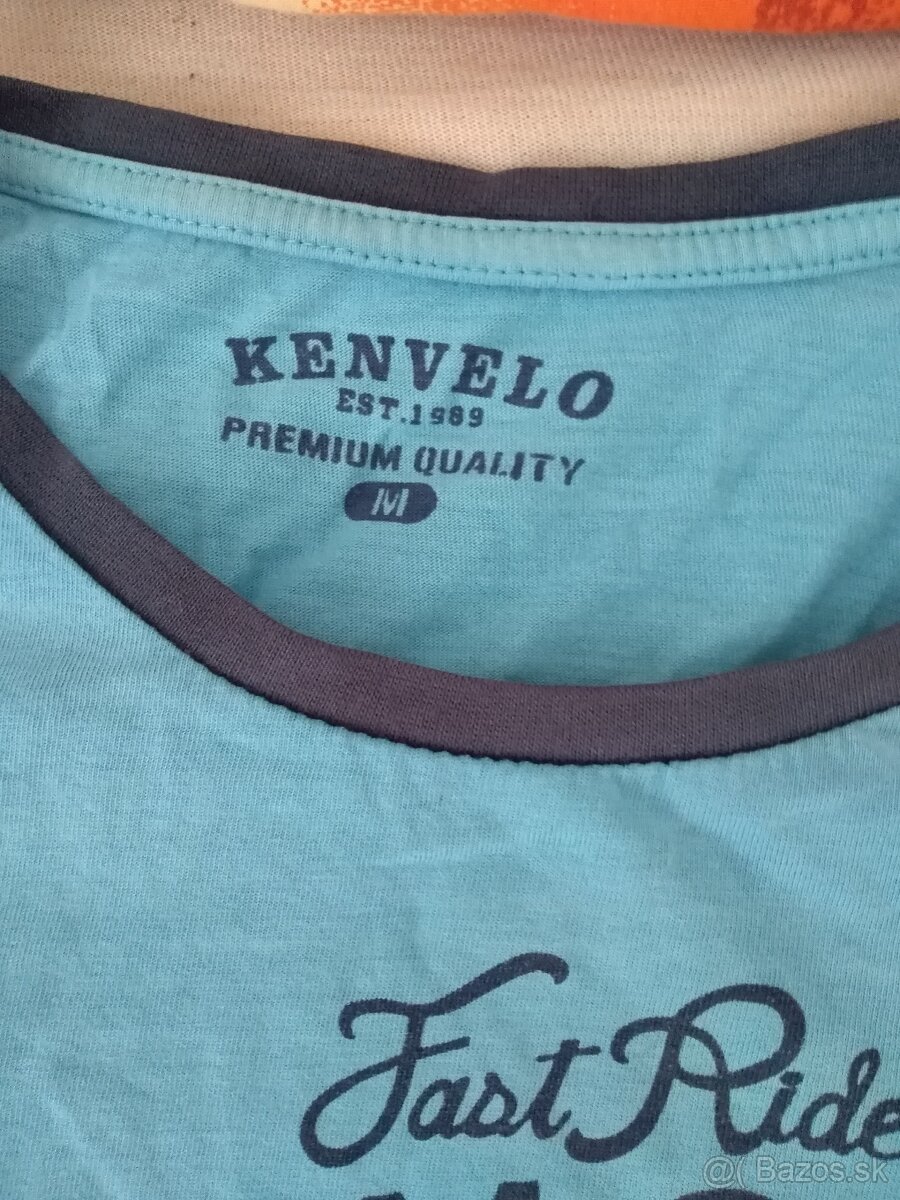 KENVELO
EST.1989
PREMIUM QUALITY
M
Fast Ride
@( Bazos.sk